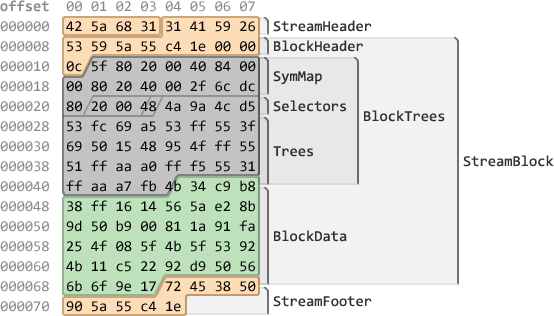 offset 00 01 02 03 04 05 06 07
000000 42 5a 68 31 31 41 59 26 StreamHeader
000008 53 59 5a 55 c4 1e 00 00 BlockHeader
000010 0c 5f 80 20 00 40 84 00
SymMap
000018 00 80 20 40 00 2f 6c dc
000020 80 20 00 48 4a 9a 4c d5 Selectors
BlockTrees
000028 53 fc 69 a5 53 ff 55 3f
000030 69 50 15 48 95 4f ff 55 Trees
StreamBlock
000038 51 ff aa a0 ff f5 55 31
000040 ff aa a7 fb 4b 34 c9 b8
000048 38 ff 16 14 56 5a e2 8b
000050 9d 50 b9 00 81 1a 91 fa
BlockData
000058 25 4f 08 5f 4b 5f 53 92
000060 4b 11 c5 22 92 d9 50 56
000068 6b 6f 9e 17 72 45 38 50
StreamFooter
000070 90 5a 55 c4 1e